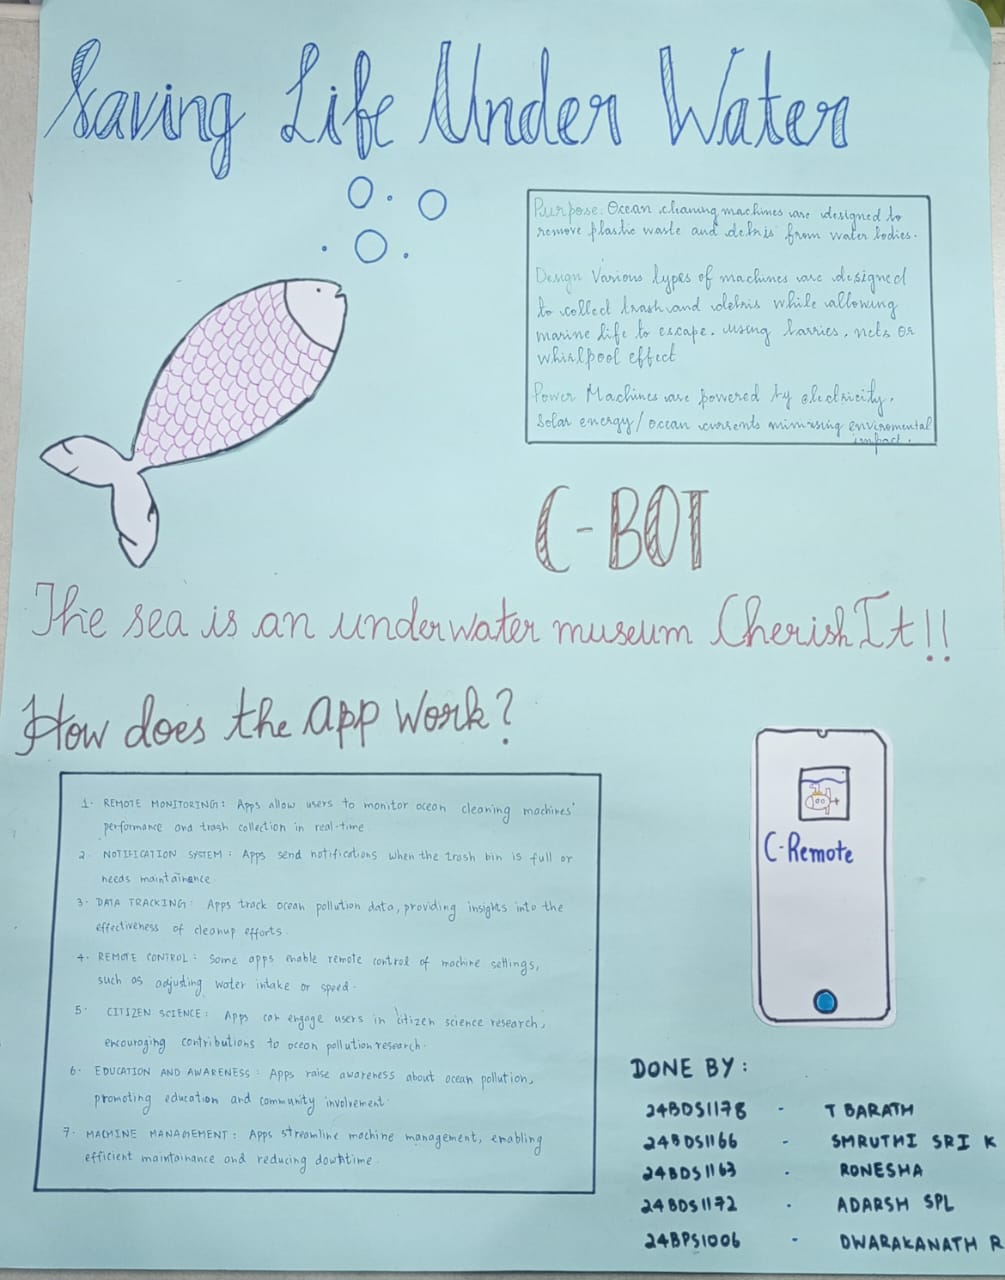 Saving Life Under Water
Purpose: Ocean cleaning machines are designed to
remove plastic waste and debris from water bodies.
Design Various types of machines are designed
to collect trash and debris while allowing
marine life to escape. using barries, nets or
whirlpool effect
Power Machines are powered by electricity,
Solar energy/ocean currents minimising enviromental
impact.
C-BOT
The sea is an underwater museum Cherish It!!
How does the app work?
1. REMOTE MONITORING: Apps allow users to monitor ocean cleaning machines'
performance and trash collection in real-time
2. NOTIFICATION SYSTEM: Apps send notifications when the trash bin is full or
needs maintainance
3. DATA TRACKING: Apps track ocean pollution data, providing insights into the
effectiveness of cleanup efforts.
4. REMOTE CONTROL: Some apps enable remote control of machine settings,
such as adjusting water intake or speed.
5. CITIZEN SCIENCE: Apps can engage users in citizen science research,
encouraging contributions to ocean pollution research.
6. EDUCATION AND AWARENESS: Apps raise awareness about ocean pollution,
promoting education and community involvement.
7. MACHINE MANAGEMENT: Apps streamline machine management, enabling
efficient maintainance and reducing downtime.
C-Remote
DONE BY:
24BDS1178 - T BARATH
24BDS1166 - SMRUTHI SRI K
24BDS1163 - RONESHA
24BDS1172 - ADARSH SPL
24BPS1006 - DWARAKANATH R